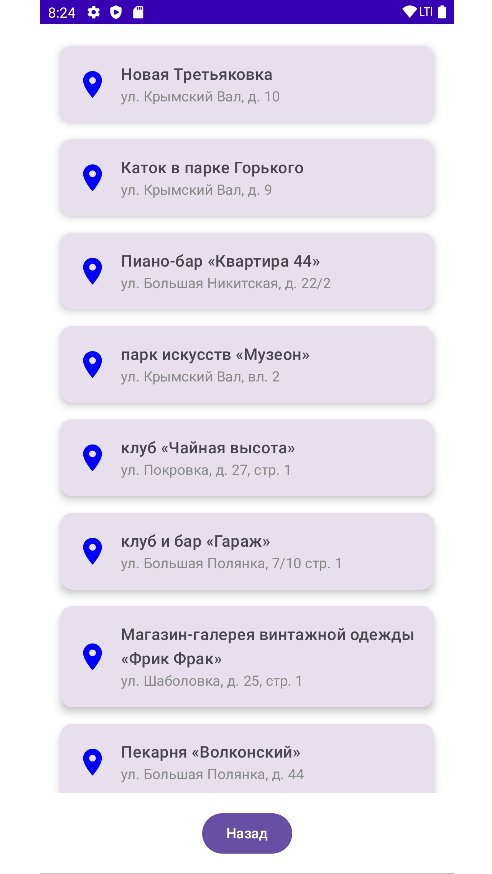 8:24 LTI
Новая Третьяковка
ул. Крымский Вал, д. 10
Каток в парке Горького
ул. Крымский Вал, д. 9
Пиано-бар «Квартира 44»
ул. Большая Никитская, д. 22/2
парк искусств «Музеон»
ул. Крымский Вал, вл. 2
клуб «Чайная высота»
ул. Покровка, д. 27, стр. 1
клуб и бар «Гараж»
ул. Большая Полянка, 7/10 стр. 1
Магазин-галерея винтажной одежды
«Фрик Фрак»
ул. Шаболовка, д. 25, стр. 1
Пекарня «Волконский»
ул. Большая Полянка, д. 44
Назад